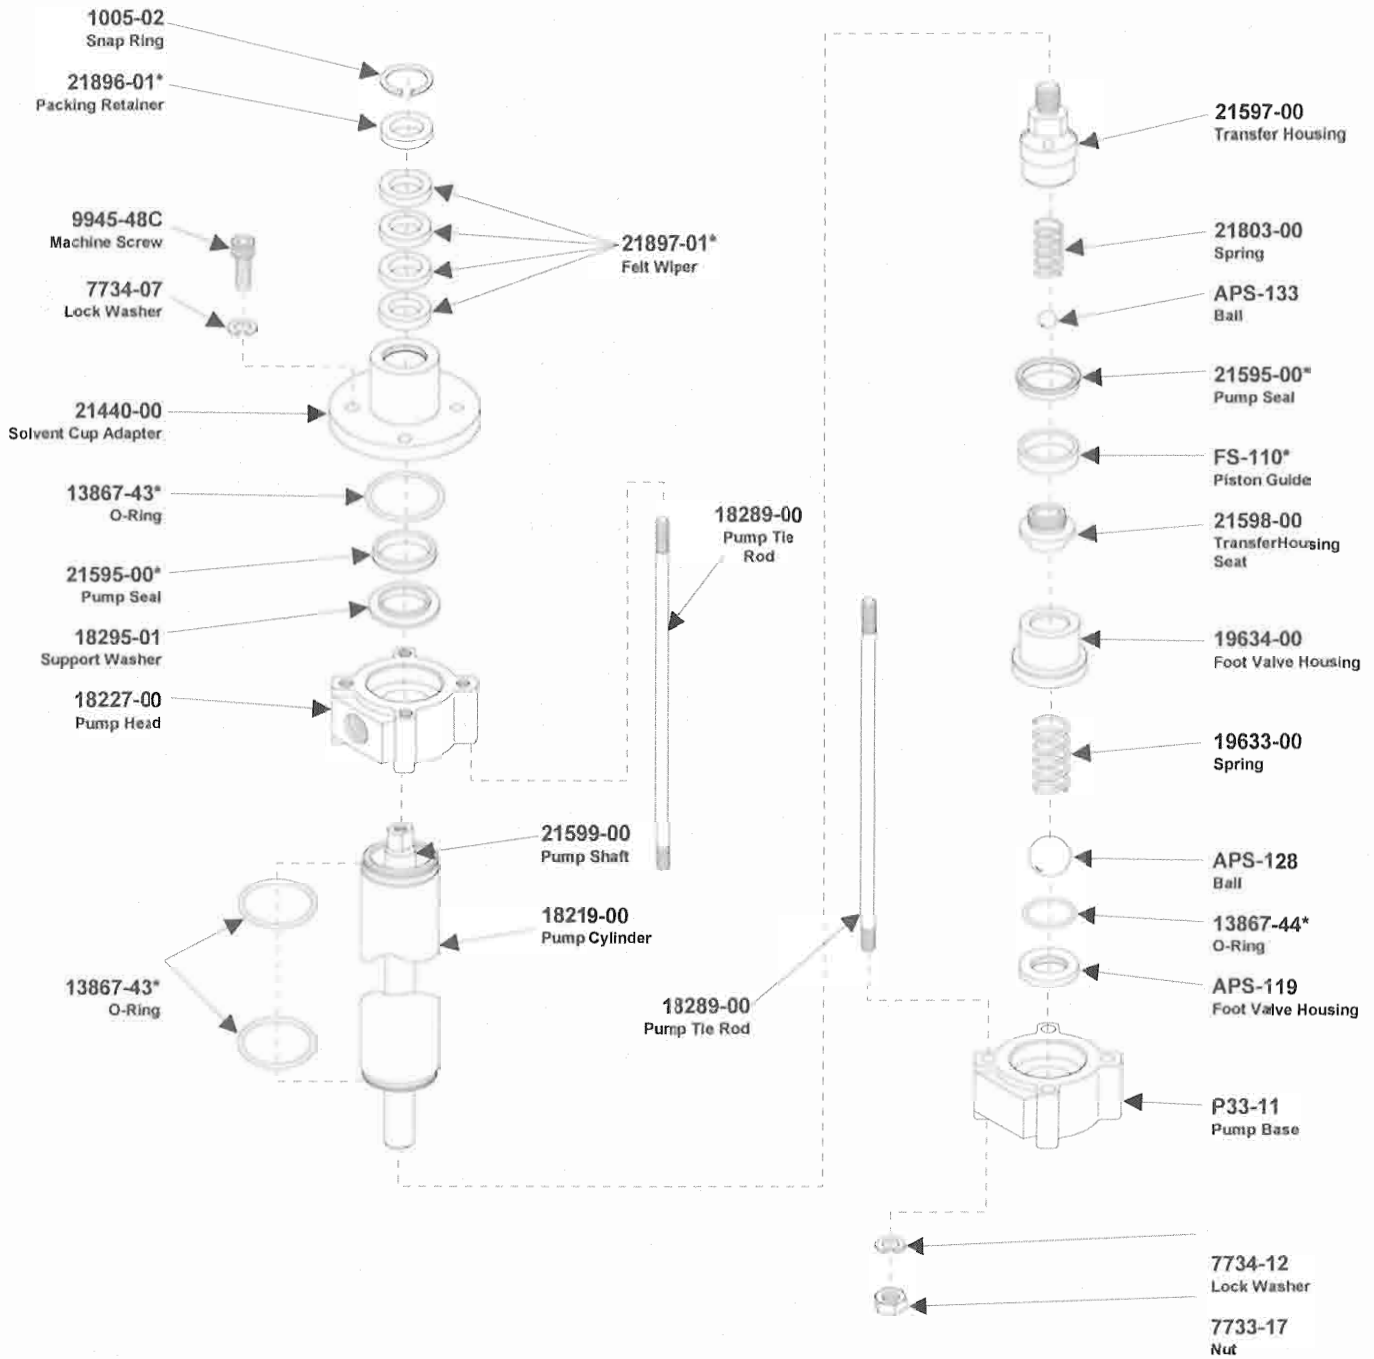 1005-02
Snap Ring
21896-01*
Packing Retainer
9945-48C
Machine Screw
7734-07
Lock Washer
21897-01*
Felt Wiper
21440-00
Solvent Cup Adapter
13867-43*
O-Ring
21595-00*
Pump Seal
18295-01
Support Washer
18227-00
Pump Head
18289-00
Pump Tie
Rod
21599-00
Pump Shaft
18219-00
Pump Cylinder
13867-43*
O-Ring
18289-00
Pump Tie Rod
21597-00
Transfer Housing
21803-00
Spring
APS-133
Ball
21595-00*
Pump Seal
FS-110*
Piston Guide
21598-00
TransferHousing
Seat
19634-00
Foot Valve Housing
19633-00
Spring
APS-128
Ball
13867-44*
O-Ring
APS-119
Foot Valve Housing
P33-11
Pump Base
7734-12
Lock Washer
7733-17
Nut